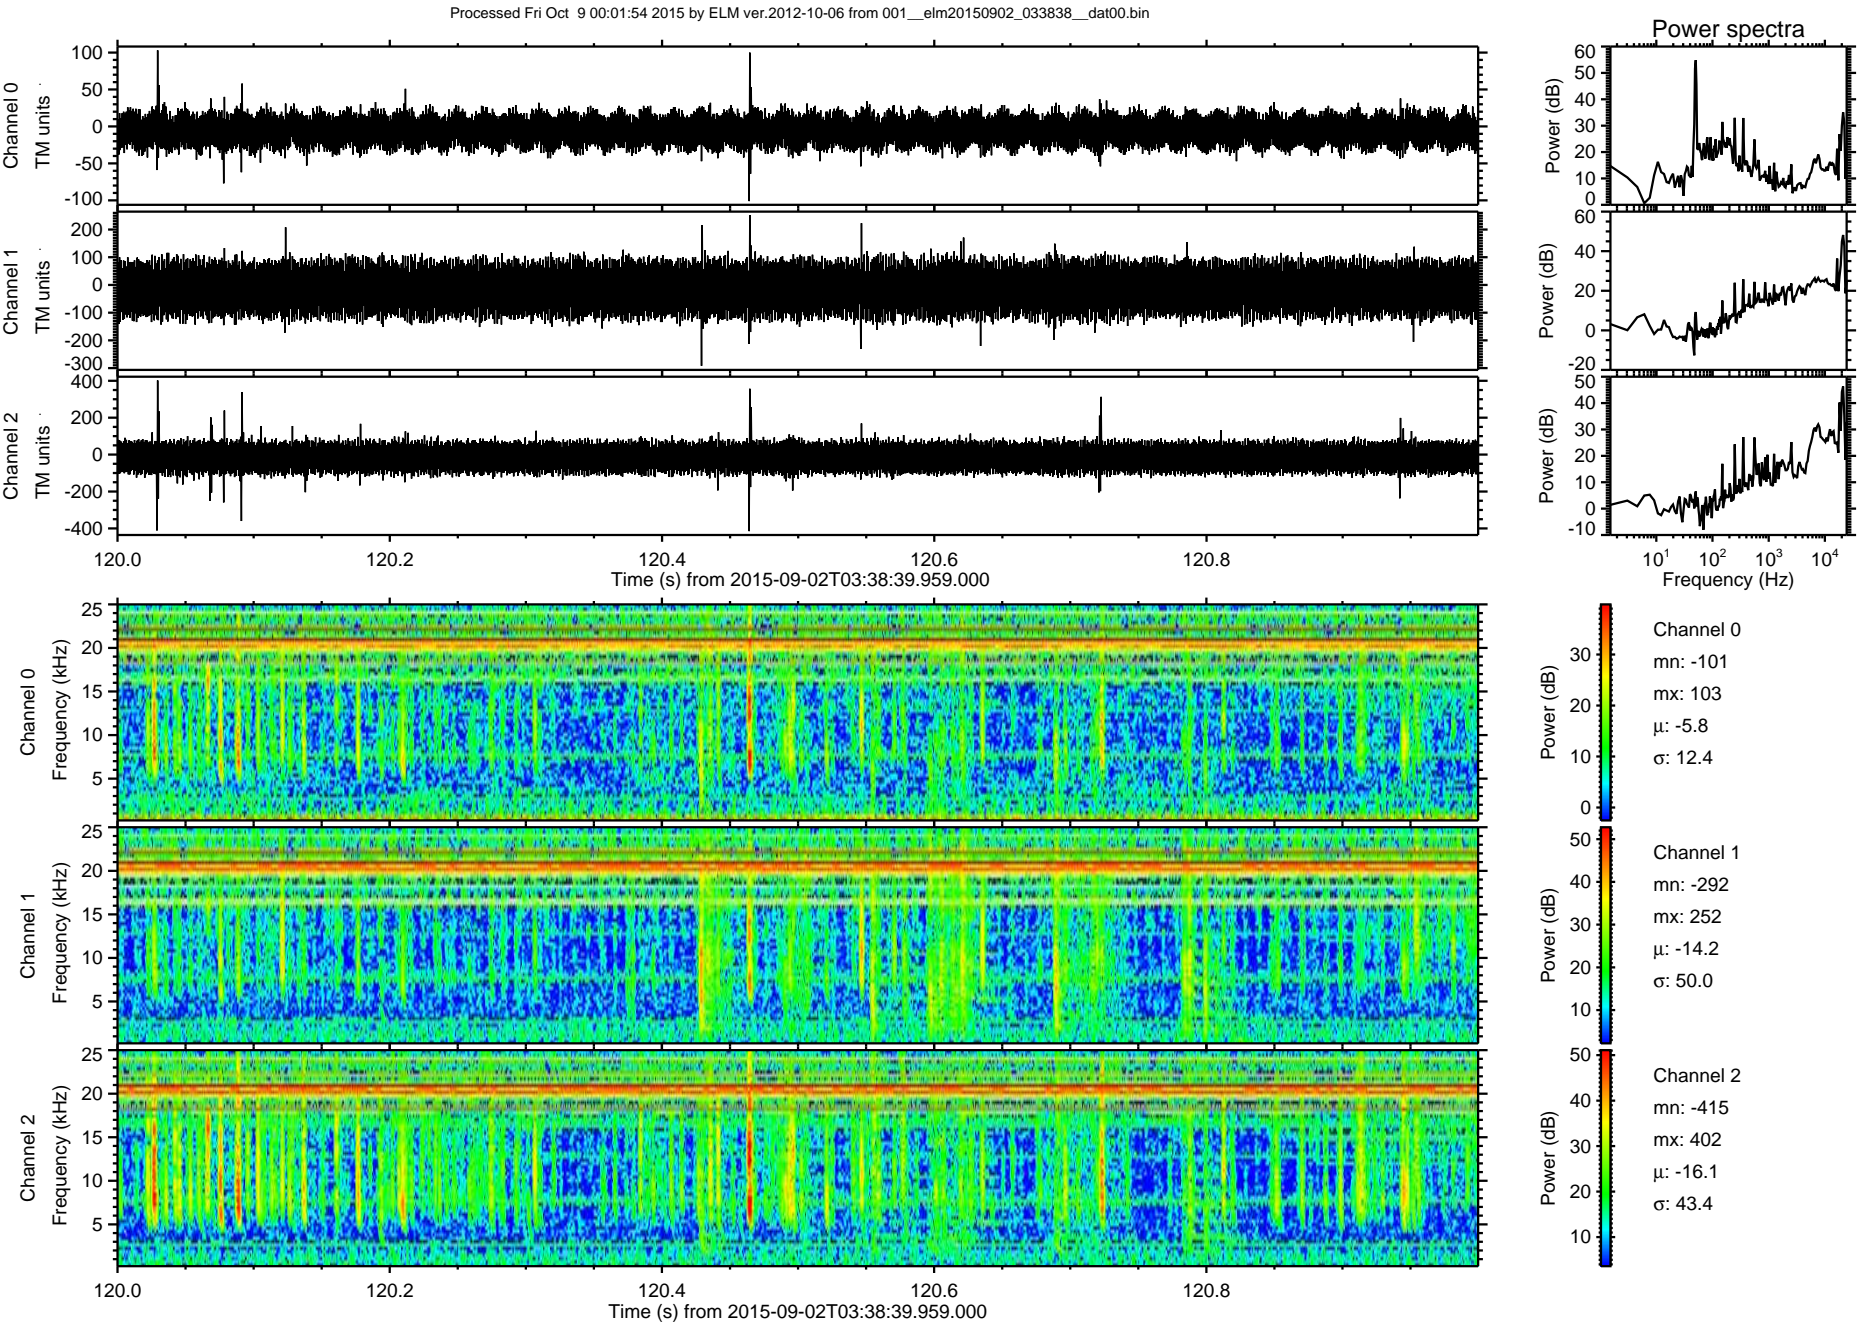 Processed Fri Oct  9 00:01:54 2015 by ELM ver.2012-10-06 from 001__elm20150902_033838__dat00.bin
Power spectra
Channel 0
TM units
100
50
0
-50
-100
Power (dB)
60
50
40
30
20
10
0
Channel 1
TM units
200
100
0
-100
-200
-300
Power (dB)
60
40
20
0
-20
Channel 2
TM units
400
200
0
-200
-400
Power (dB)
50
40
30
20
10
0
-10
120.0 120.2 120.4 120.6 120.8
Time (s) from 2015-09-02T03:38:39.959.000
10^1 10^2 10^3 10^4
Frequency (Hz)
Channel 0
Frequency (kHz)
25
20
15
10
5
Power (dB)
30
20
10
0
Channel 0
mn: -101
mx: 103
μ: -5.8
σ: 12.4
Channel 1
Frequency (kHz)
25
20
15
10
5
Power (dB)
50
40
30
20
10
Channel 1
mn: -292
mx: 252
μ: -14.2
σ: 50.0
Channel 2
Frequency (kHz)
25
20
15
10
5
Power (dB)
50
40
30
20
10
Channel 2
mn: -415
mx: 402
μ: -16.1
σ: 43.4
120.0 120.2 120.4 120.6 120.8
Time (s) from 2015-09-02T03:38:39.959.000